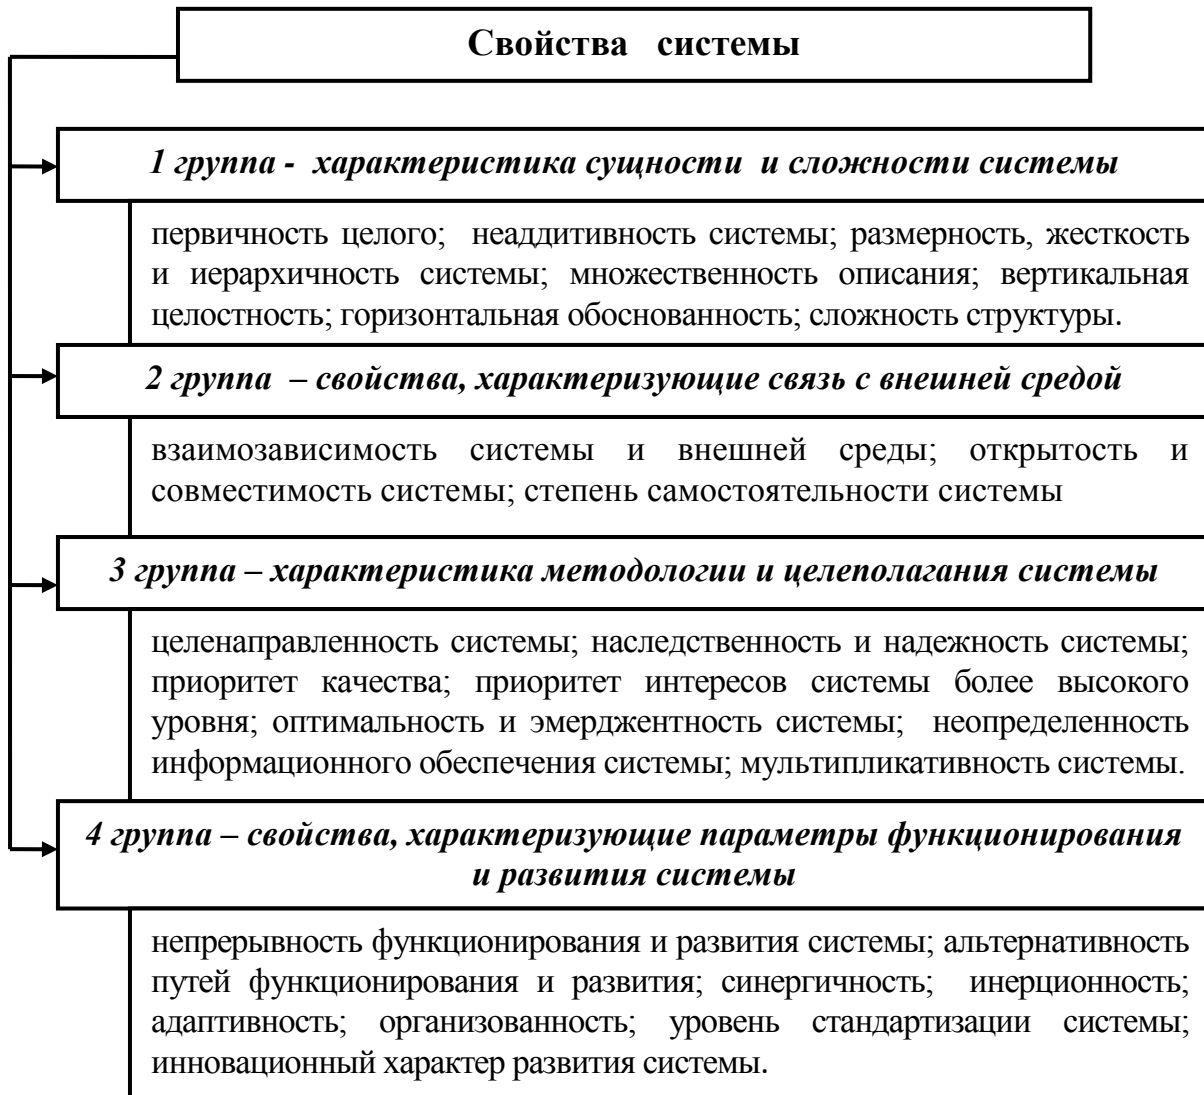 Свойства системы
1 группа - характеристика сущности и сложности системы
первичность целого; неаддитивность системы; размерность, жесткость
и иерархичность системы; множественность описания; вертикальная
целостность; горизонтальная обоснованность; сложность структуры.
2 группа – свойства, характеризующие связь с внешней средой
взаимозависимость системы и внешней среды; открытость и
совместимость системы; степень самостоятельности системы
3 группа – характеристика методологии и целеполагания системы
целенаправленность системы; наследственность и надежность системы;
приоритет качества; приоритет интересов системы более высокого
уровня; оптимальность и эмерджентность системы; неопределенность
информационного обеспечения системы; мультипликативность системы.
4 группа – свойства, характеризующие параметры функционирования
и развития системы
непрерывность функционирования и развития системы; альтернативность
путей функционирования и развития; синергичность; инерционность;
адаптивность; организованность; уровень стандартизации системы;
инновационный характер развития системы.